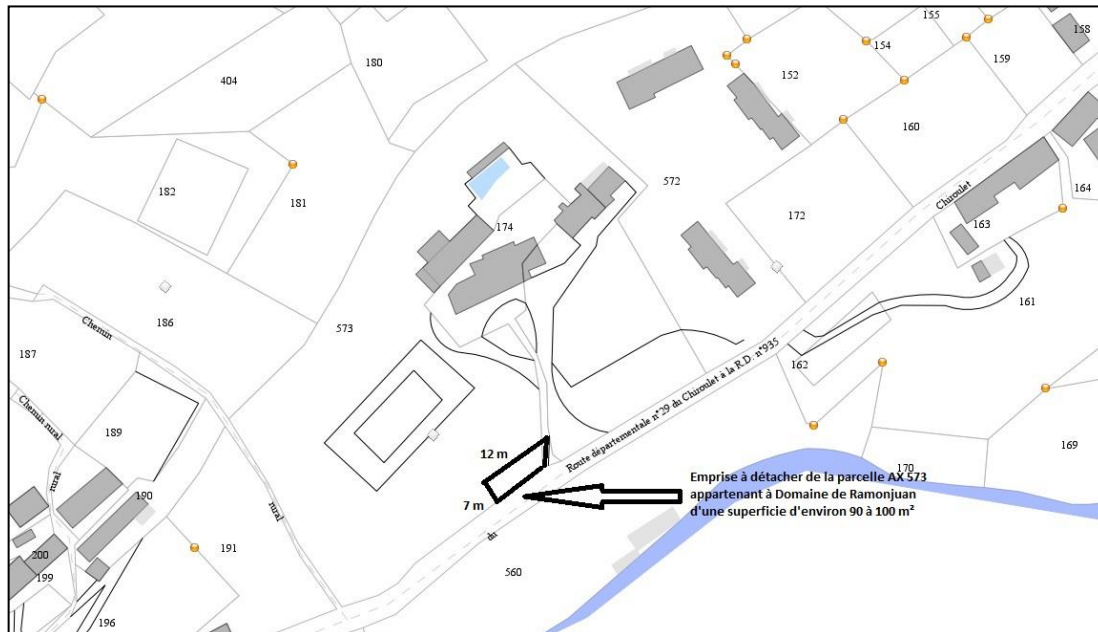 155
158
180
154
159
404
152
160
182
181
572
164
172
Chiroulet
163
174
161
186
Chemin
573
187
162
Route départementale n°29 du Chiroulet à la R.D. n°935
Chemin rural
189
169
12 m
170
Emprise à détacher de la parcelle AX 573
appartenant à Domaine de Ramonjuan
d'une superficie d'environ 90 à 100 m²
rural
190
7 m
rural
du
191
200
560
199
196